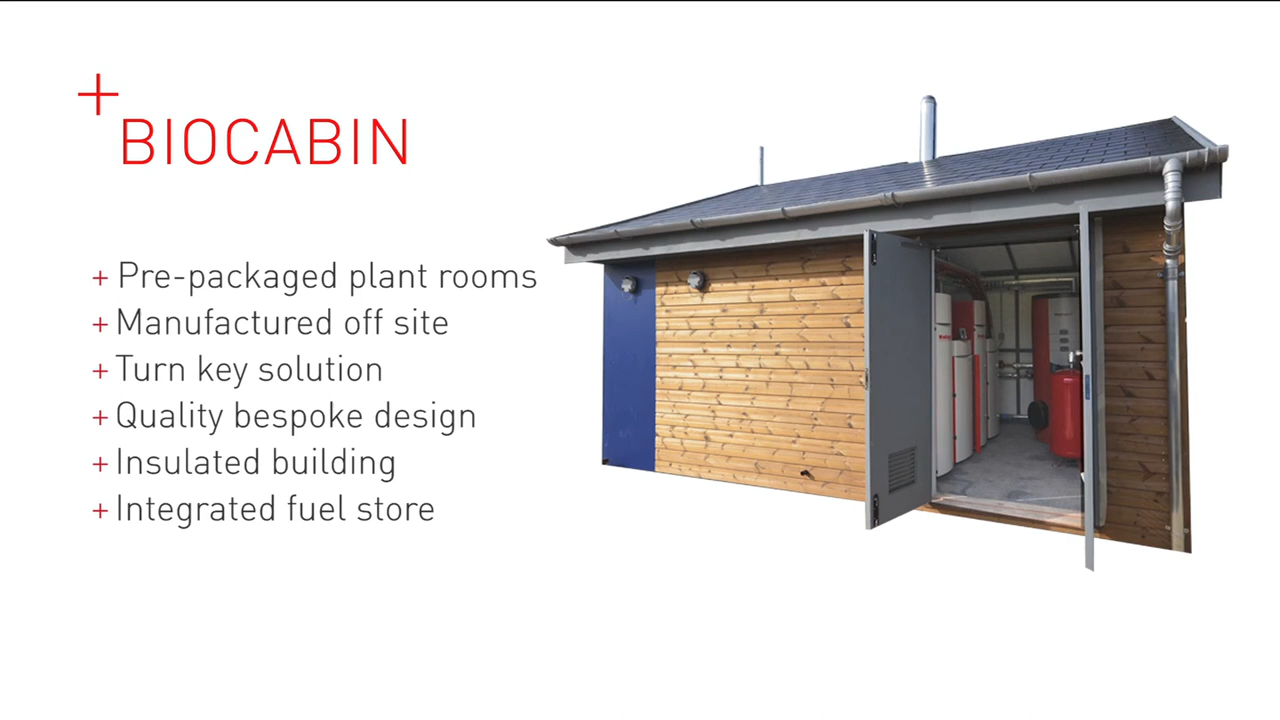 +
BIOCABIN
+ Pre-packaged plant rooms
+ Manufactured off site
+ Turn key solution
+ Quality bespoke design
+ Insulated building
+ Integrated fuel store